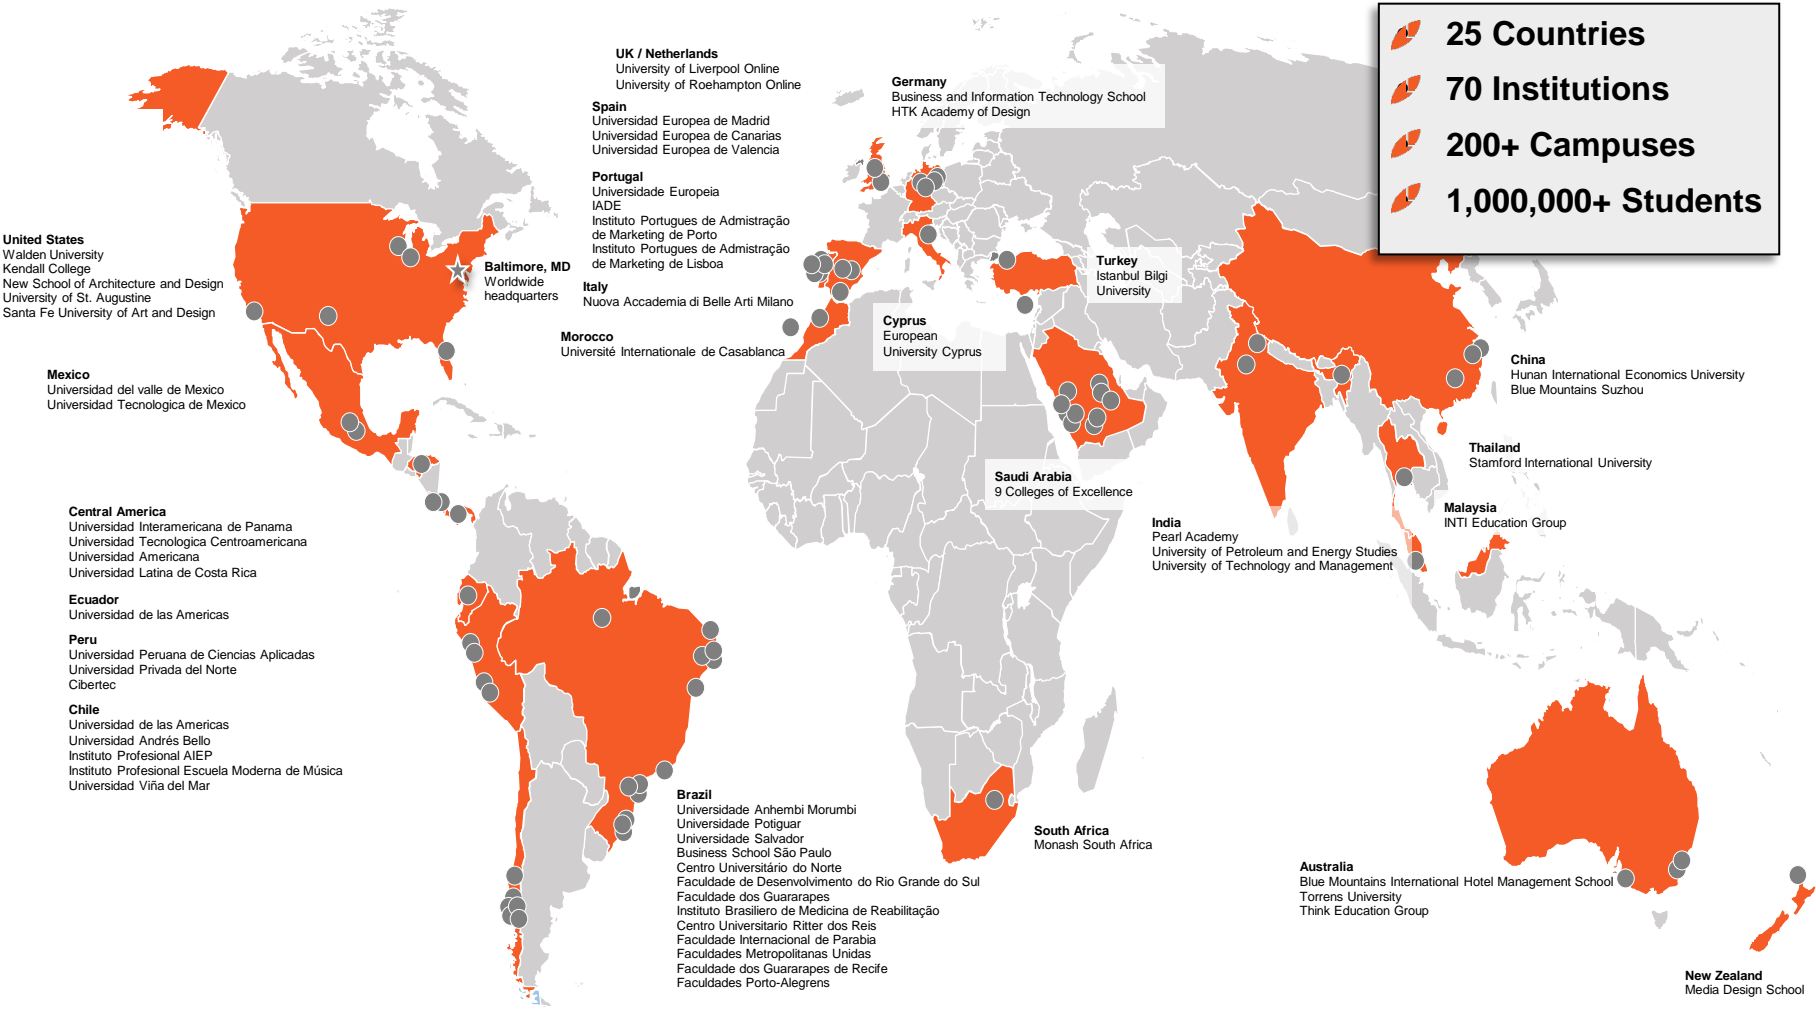 25 Countries
70 Institutions
200+ Campuses
1,000,000+ Students
UK / Netherlands
University of Liverpool Online
University of Roehampton Online
Germany
Business and Information Technology School
HTK Academy of Design
Spain
Universidad Europea de Madrid
Universidad Europea de Canarias
Universidad Europea de Valencia
Portugal
Universidade Europeia
IADE
Instituto Portugues de Admistração
de Marketing de Porto
Instituto Portugues de Admistração
de Marketing de Lisboa
Italy
Nuova Accademia di Belle Arti Milano
Morocco
Université Internationale de Casablanca
United States
Walden University
Kendall College
New School of Architecture and Design
University of St. Augustine
Santa Fe University of Art and Design
Baltimore, MD
Worldwide
headquarters
Mexico
Universidad del valle de Mexico
Universidad Tecnologica de Mexico
Turkey
Istanbul Bilgi
University
Cyprus
European
University Cyprus
China
Hunan International Economics University
Blue Mountains Suzhou
Thailand
Stamford International University
Saudi Arabia
9 Colleges of Excellence
Malaysia
INTI Education Group
India
Pearl Academy
University of Petroleum and Energy Studies
University of Technology and Management
Central America
Universidad Interamericana de Panama
Universidad Tecnologica Centroamericana
Universidad Americana
Universidad Latina de Costa Rica
Ecuador
Universidad de las Americas
Peru
Universidad Peruana de Ciencias Aplicadas
Universidad Privada del Norte
Cibertec
Chile
Universidad de las Americas
Universidad Andrés Bello
Instituto Profesional AIEP
Instituto Profesional Escuela Moderna de Música
Universidad Viña del Mar
Brazil
Universidade Anhembi Morumbi
Universidade Potiguar
Universidade Salvador
Business School São Paulo
Centro Universitário do Norte
Faculdade de Desenvolvimento do Rio Grande do Sul
Faculdade dos Guararapes
Instituto Brasiliero de Medicina de Reabilitação
Centro Universitario Ritter dos Reis
Faculdade Internacional de Parabia
Faculdades Metropolitanas Unidas
Faculdade dos Guararapes de Recife
Faculdades Porto-Alegrens
South Africa
Monash South Africa
Australia
Blue Mountains International Hotel Management School
Torrens University
Think Education Group
New Zealand
Media Design School